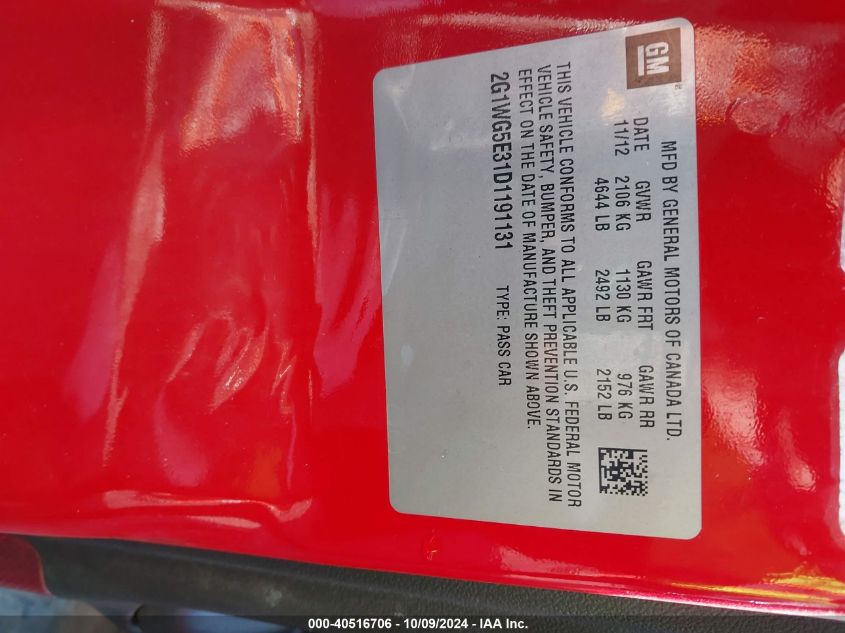 GM
MFD BY GENERAL MOTORS OF CANADA LTD.
DATE GVWR GAWR FRT GAWR RR
11/12 2106 KG 1130 KG 976 KG
4644 LB 2492 LB 2152 LB
THIS VEHICLE CONFORMS TO ALL APPLICABLE U.S. FEDERAL MOTOR
VEHICLE SAFETY, BUMPER, AND THEFT PREVENTION STANDARDS IN
EFFECT ON THE DATE OF MANUFACTURE SHOWN ABOVE.
2G1WG5E31D1191131 TYPE: PASS CAR
000-40516706 - 10/09/2024 - IAA Inc.